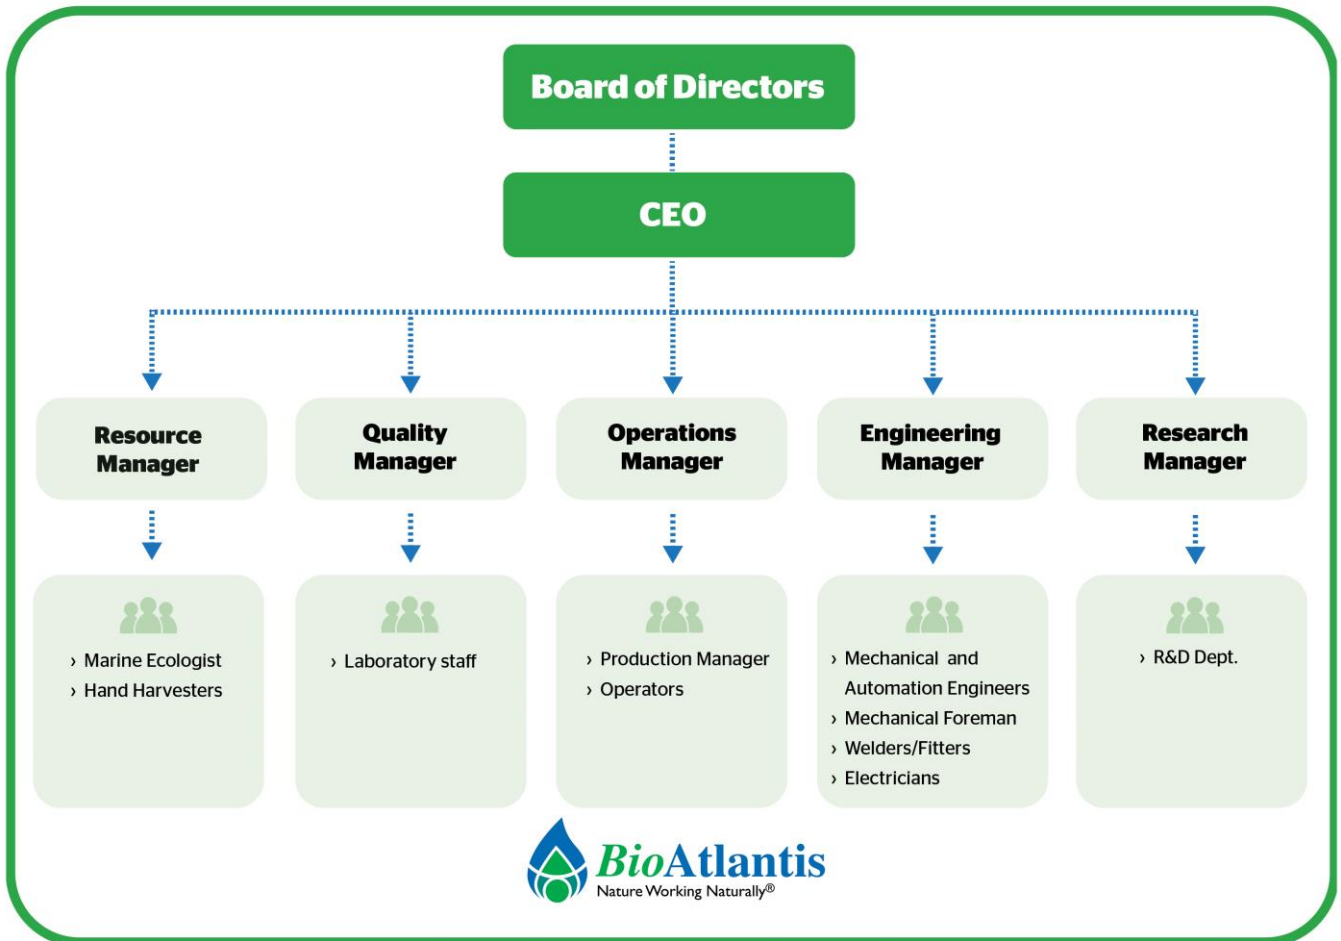 Board of Directors
CEO
Resource
Manager
Quality
Manager
Operations
Manager
Engineering
Manager
Research
Manager
› Marine Ecologist
› Hand Harvesters
› Laboratory staff
› Production Manager
› Operators
› Mechanical and
Automation Engineers
› Mechanical Foreman
› Welders/Fitters
› Electricians
› R&D Dept.
BioAtlantis
Nature Working Naturally®